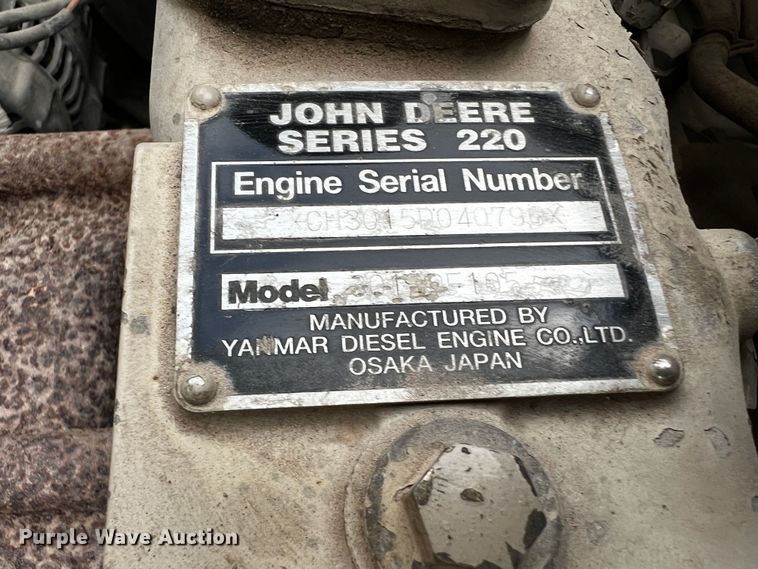 JOHN DEERE
SERIES 220
Engine Serial Number
Model
MANUFACTURED BY
YANMAR DIESEL ENGINE CO.,LTD.
OSAKA JAPAN
Purple Wave Auction